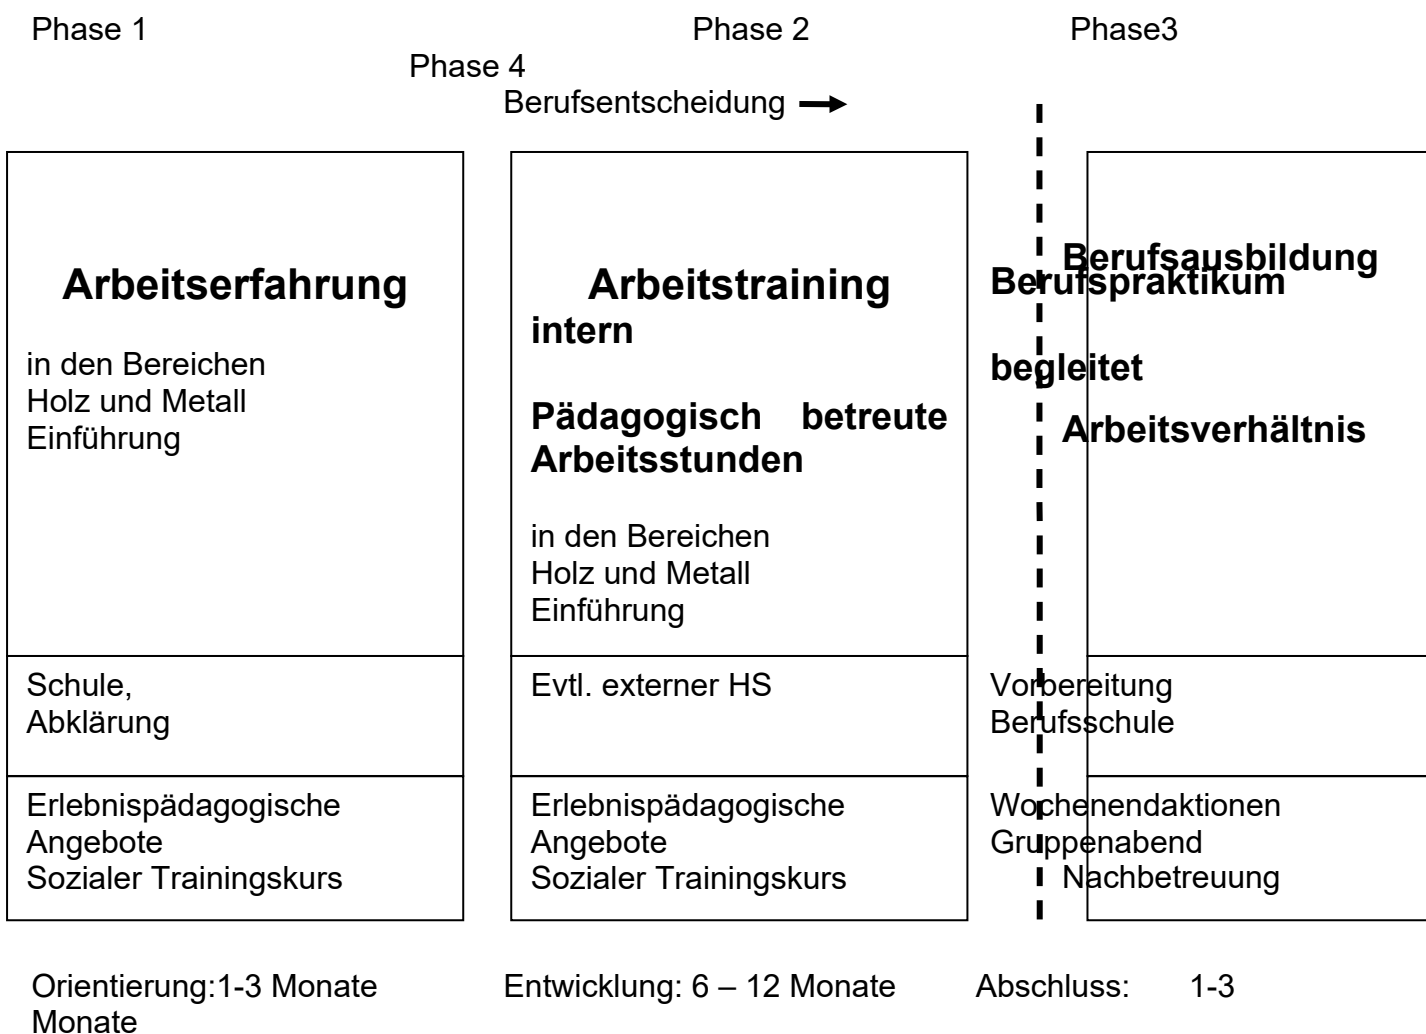 Phase 1 Phase 2 Phase3
Phase 4
Berufsentscheidung
Arbeitserfahrung
in den Bereichen
Holz und Metall
Einführung
Schule,
Abklärung
Erlebnispädagogische
Angebote
Sozialer Trainingskurs
Arbeitstraining
intern
Pädagogisch betreute
Arbeitsstunden
in den Bereichen
Holz und Metall
Einführung
Evtl. externer HS
Erlebnispädagogische
Angebote
Sozialer Trainingskurs
Berufspraktikum
begleitet
Vorbereitung
Berufsschule
Wochenendaktionen
Gruppenabend
Berufsausbildung
Arbeitsverhältnis
Nachbetreuung
Orientierung:1-3 Monate Entwicklung: 6 – 12 Monate Abschluss: 1-3
Monate